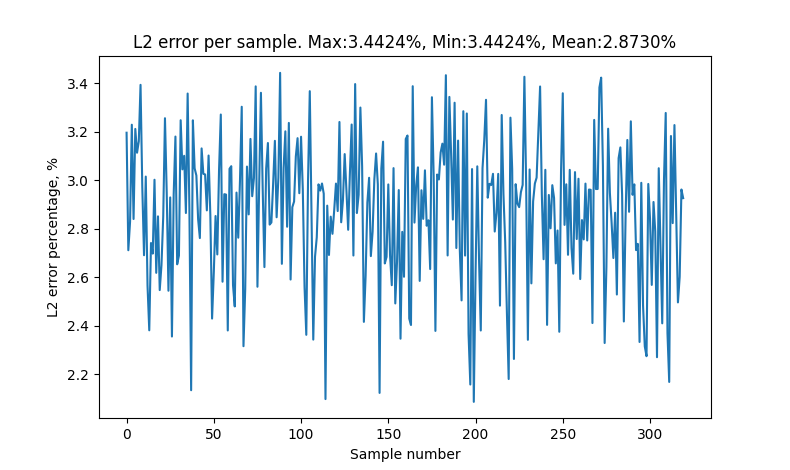 L2 error per sample. Max:3.4424%, Min:3.4424%, Mean:2.8730%
3.4
3.2
3.0
2.8
2.6
2.4
2.2
L2 error percentage, %
0 50 100 150 200 250 300
Sample number